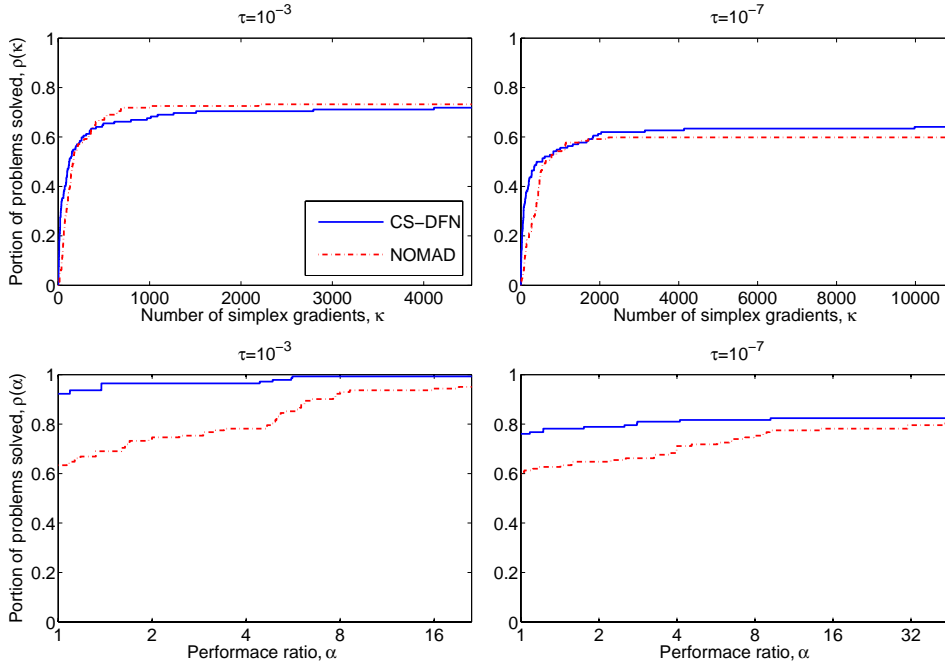 τ=10⁻³
Portion of problems solved, ρ(κ)
1
0.8
0.6
0.4
0.2
0
0 1000 2000 3000 4000
Number of simplex gradients, κ
CS−DFN
NOMAD
τ=10⁻⁷
1
0.8
0.6
0.4
0.2
0
0 2000 4000 6000 8000 10000
Number of simplex gradients, κ
τ=10⁻³
Portion of problems solved, ρ(α)
1
0.8
0.6
0.4
0.2
0
1 2 4 8 16
Performace ratio, α
τ=10⁻⁷
1
0.8
0.6
0.4
0.2
0
1 2 4 8 16 32
Performace ratio, α